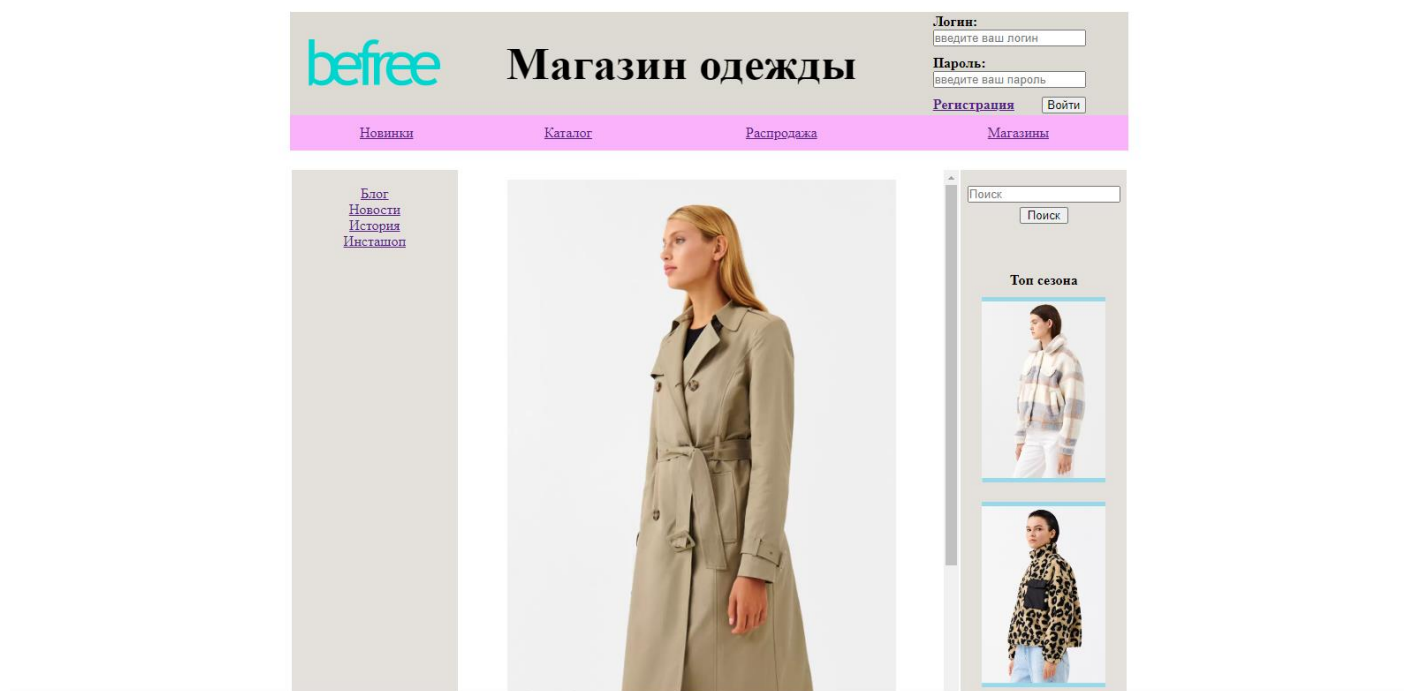 befree
Магазин одежды
Логин:
введите ваш логин
Пароль:
введите ваш пароль
Регистрация Войти
Новинки Каталог Распродажа Магазины
Блог
Новости
История
Инсташоп
Поиск
Поиск
Топ сезона